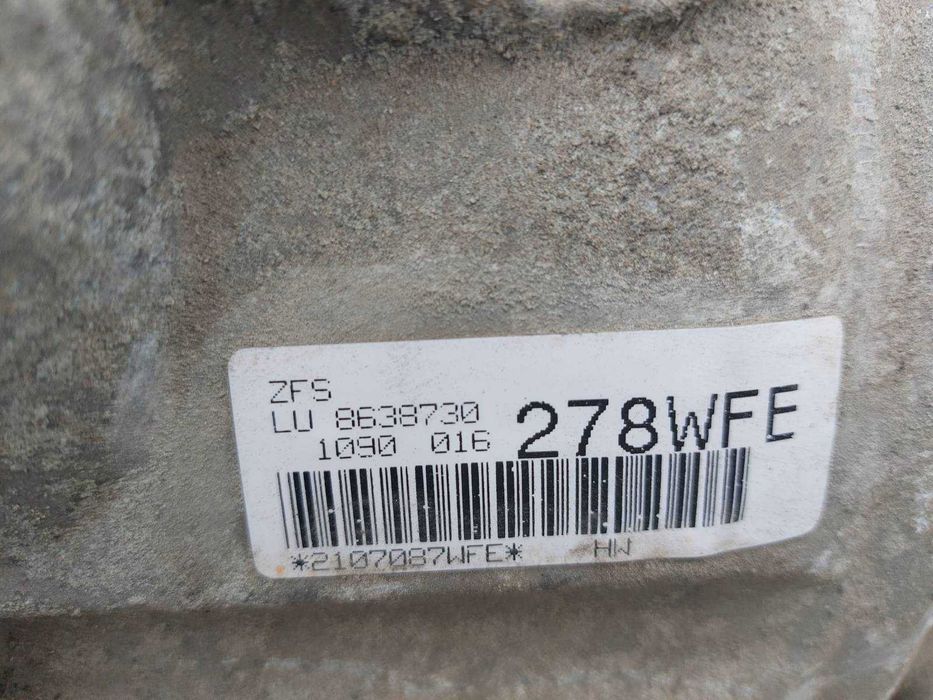 ZFS
LU 8638730
1090 016 278WFE
*2107087WFE* HW